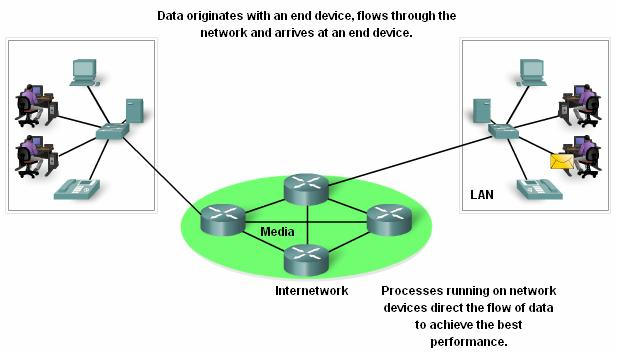 Data originates with an end device, flows through the
network and arrives at an end device.
LAN
Media
Internetwork
Processes running on network
devices direct the flow of data
to achieve the best
performance.